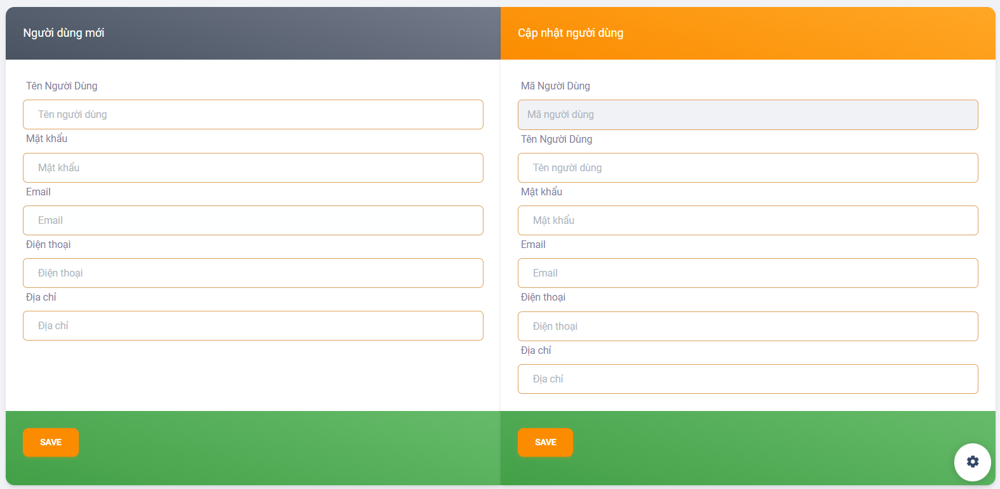 Người dùng mới
Tên Người Dùng
Tên người dùng
Mật khẩu
Mật khẩu
Email
Email
Điện thoại
Điện thoại
Địa chỉ
Địa chỉ
SAVE
Cập nhật người dùng
Mã Người Dùng
Mã người dùng
Tên Người Dùng
Tên người dùng
Mật khẩu
Mật khẩu
Email
Email
Điện thoại
Điện thoại
Địa chỉ
Địa chỉ
SAVE